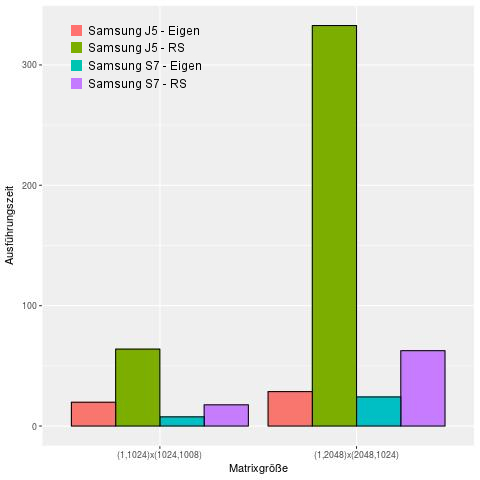 Samsung J5 - Eigen
Samsung J5 - RS
Samsung S7 - Eigen
Samsung S7 - RS
300
200
100
0
Ausführungszeit
(1,1024)x(1024,1008)
(1,2048)x(2048,1024)
Matrixgröße